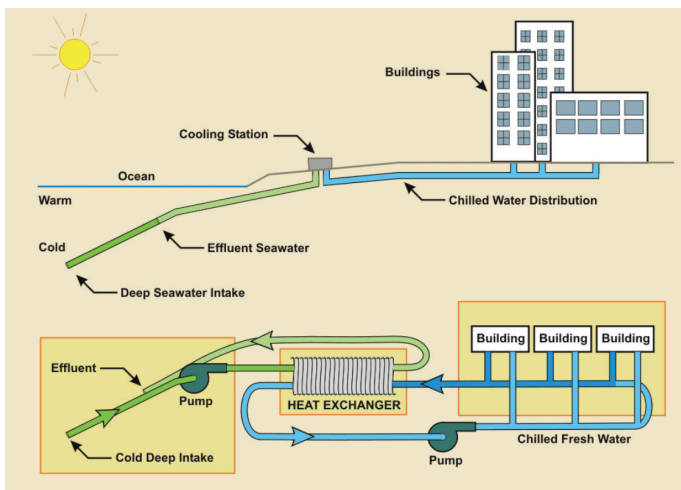 Buildings
Cooling Station
Ocean
Warm
Chilled Water Distribution
Cold
Effluent Seawater
Deep Seawater Intake
Building Building Building
Effluent
Pump
HEAT EXCHANGER
Chilled Fresh Water
Cold Deep Intake
Pump